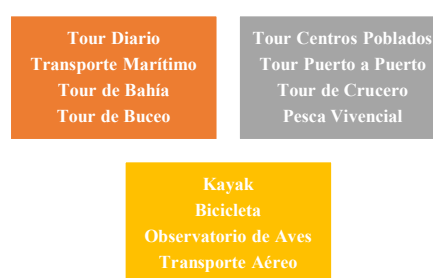 Tour Diario
Transporte Marítimo
Tour de Bahía
Tour de Buceo
Tour Centros Poblados
Tour Puerto a Puerto
Tour de Crucero
Pesca Vivencial
Kayak
Bicicleta
Observatorio de Aves
Transporte Aéreo